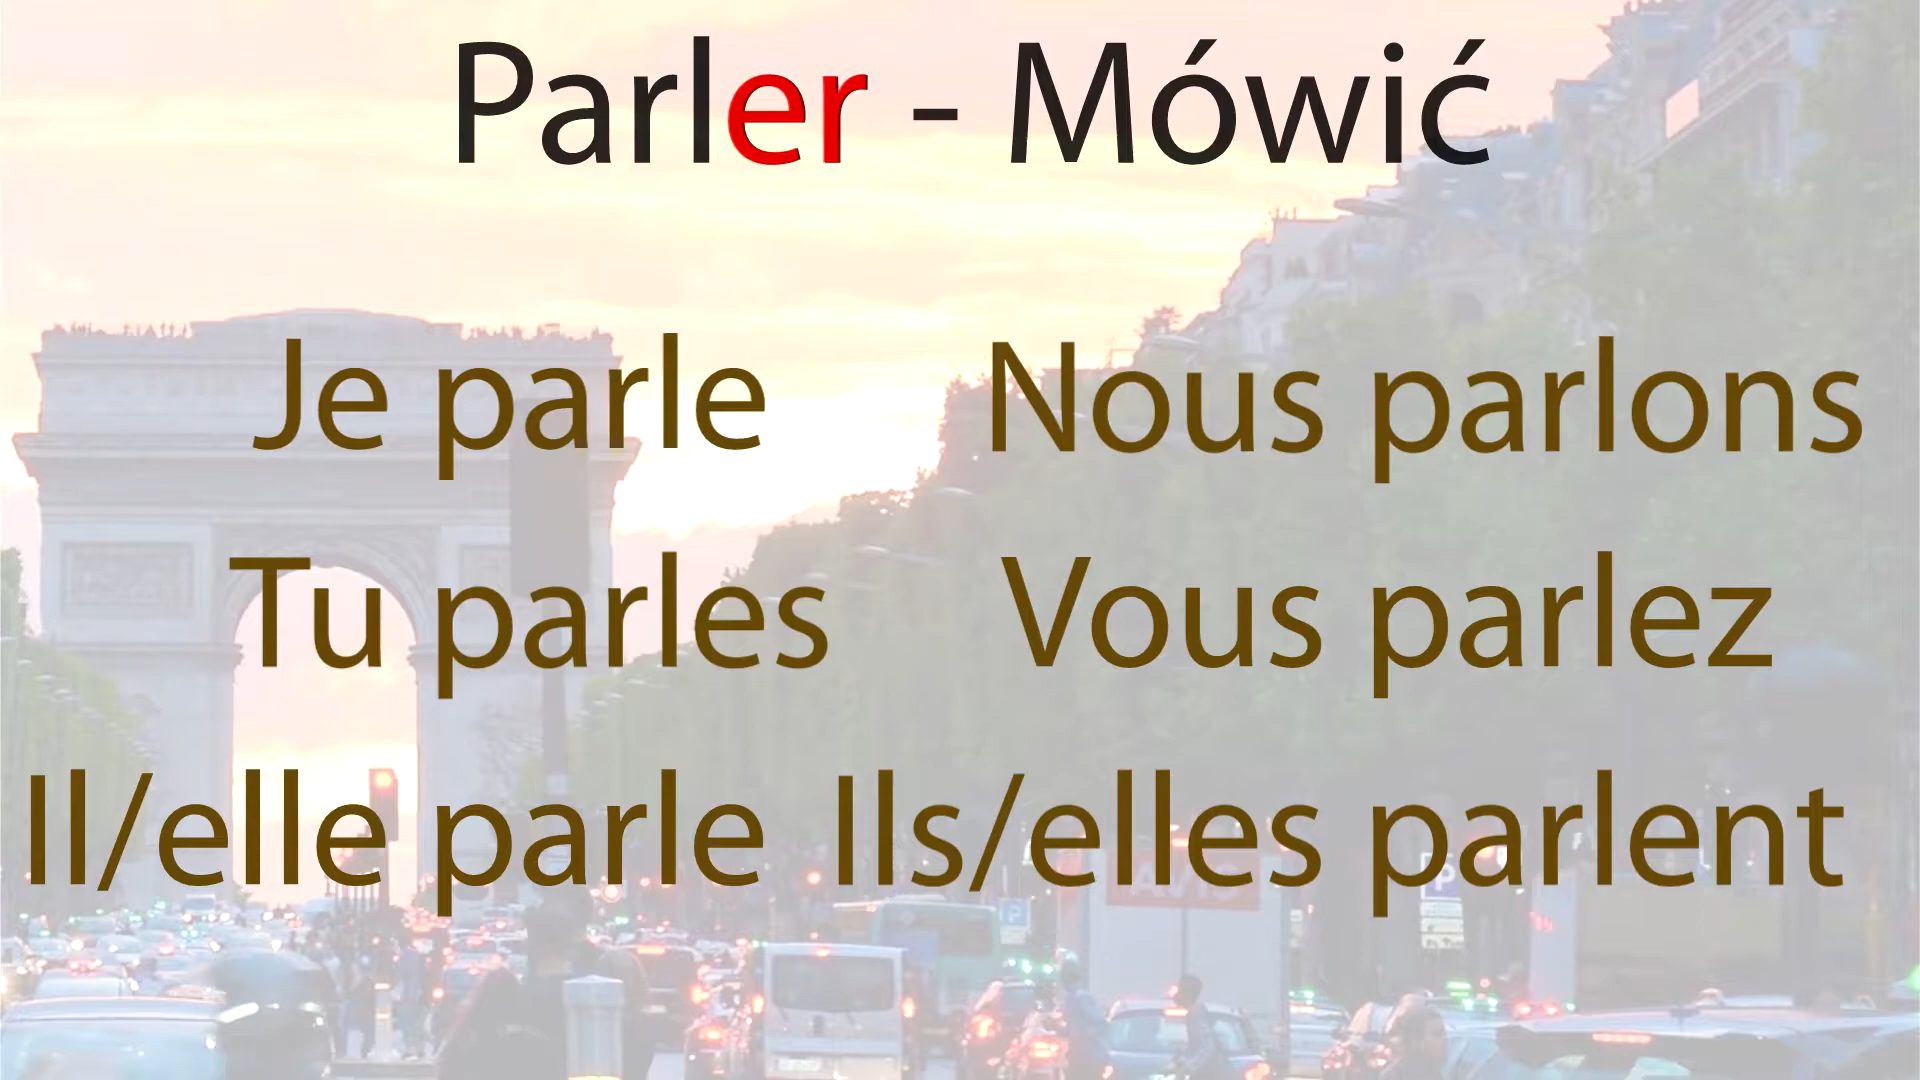 Parler - Mówić
Je parle
Nous parlons
Tu parles
Vous parlez
Il/elle parle
Ils/elles parlent
P